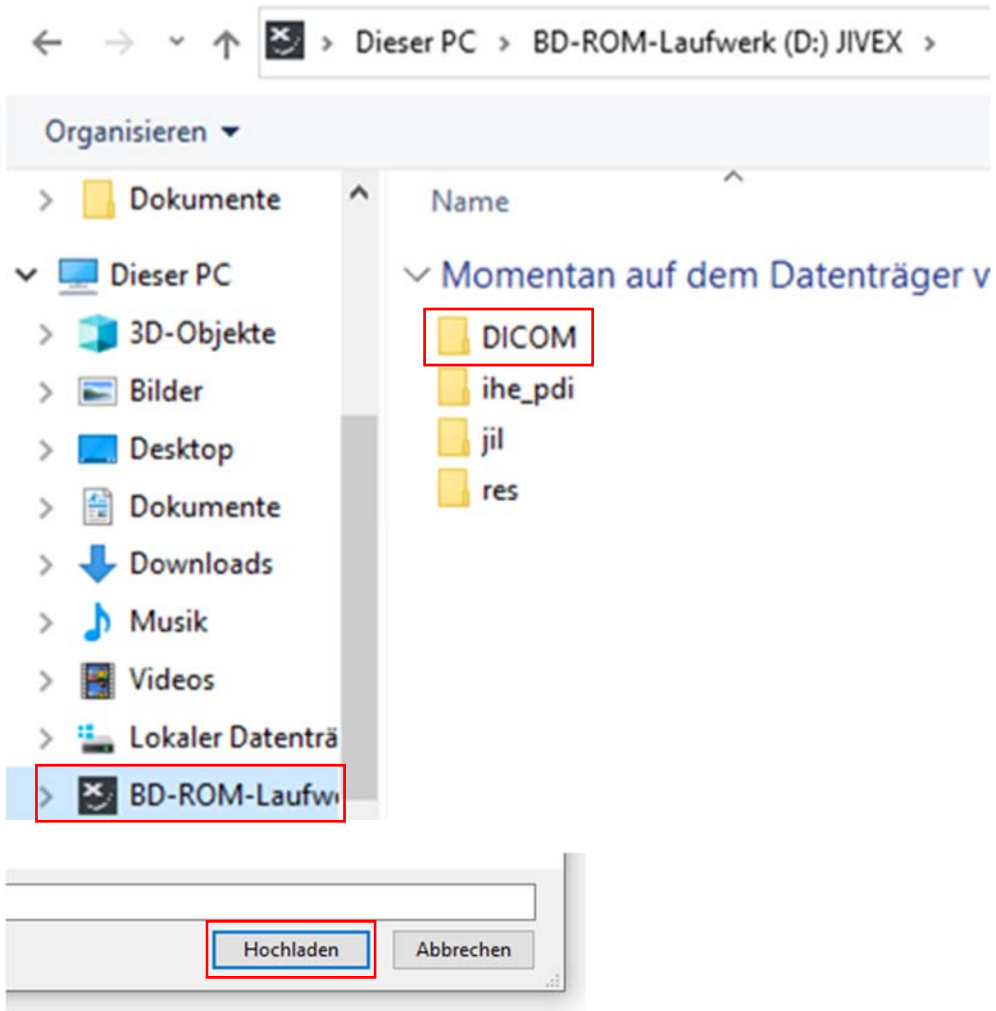 Dieser PC > BD-ROM-Laufwerk (D:) JIVEX >
Organisieren
Dokumente
Dieser PC
3D-Objekte
Bilder
Desktop
Dokumente
Downloads
Musik
Videos
Lokaler Datenträ
BD-ROM-Laufw
Name
Momentan auf dem Datenträger v
DICOM
ihe_pdi
jil
res
Hochladen
Abbrechen